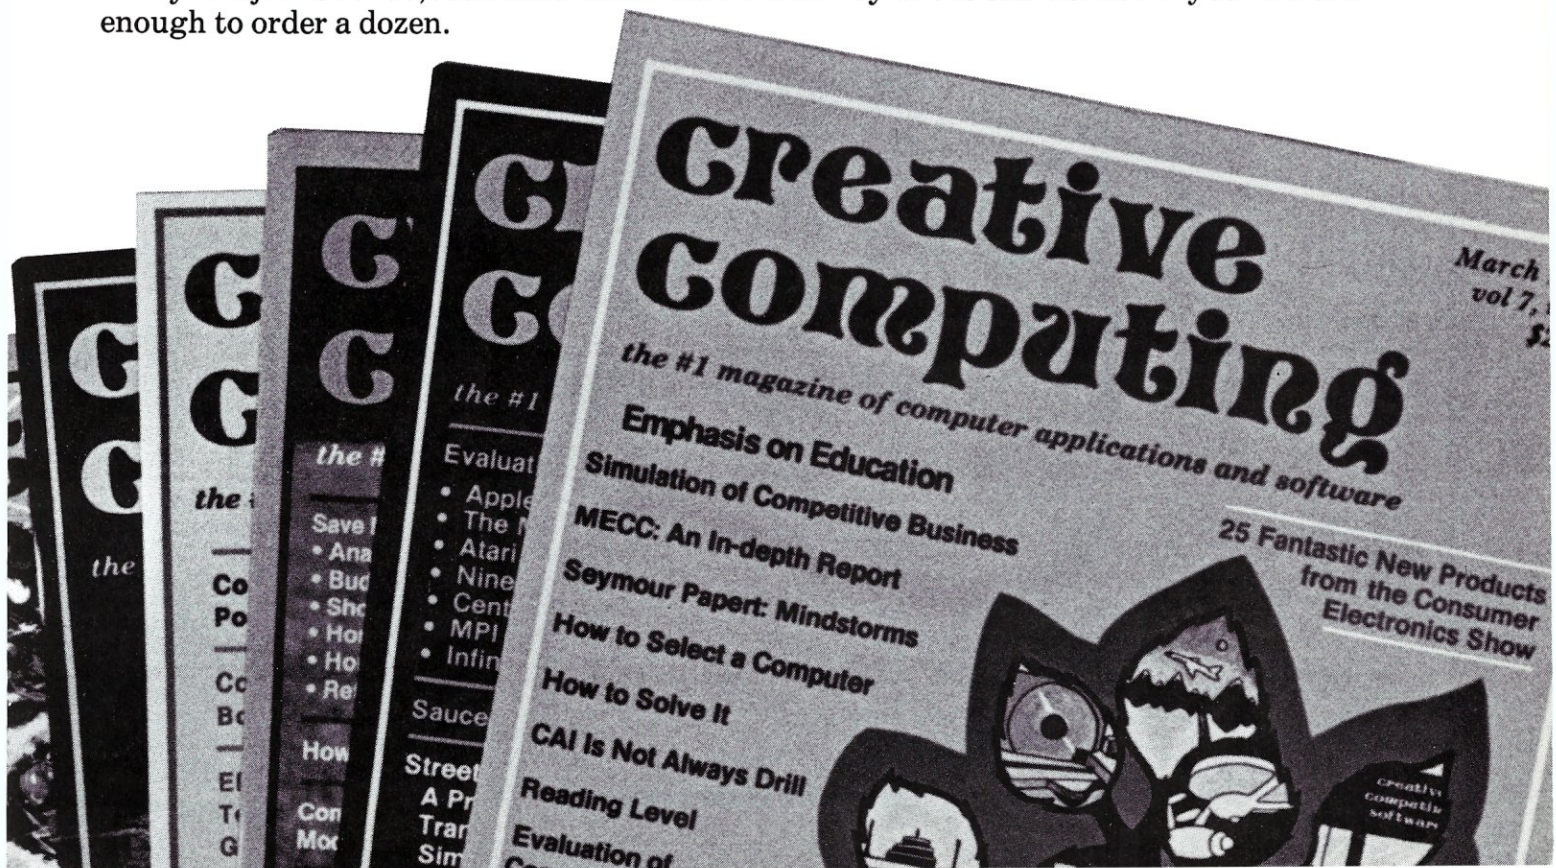 enough to order a dozen.
creative
computing
the #1 magazine of computer applications and software
March
vol 7,
Emphasis on Education
Simulation of Competitive Business
MECC: An In-depth Report
Seymour Papert: Mindstorms
How to Select a Computer
How to Solve It
CAI Is Not Always Drill
Reading Level
Evaluation of
25 Fantastic New Products
from the Consumer
Electronics Show
creative
software
the #1
Evaluat
• Apple
• The
• Atari
• Nine
• Cent
• MPI
• Infin
Sauce
Street
A Pr
Tran
Sim
the #
Save
• Ana
• Bud
• Sho
• Ho
• Ho
• Re
How
Con
Mod
the
Co
Po
Co
Bo
El
Te
G
the